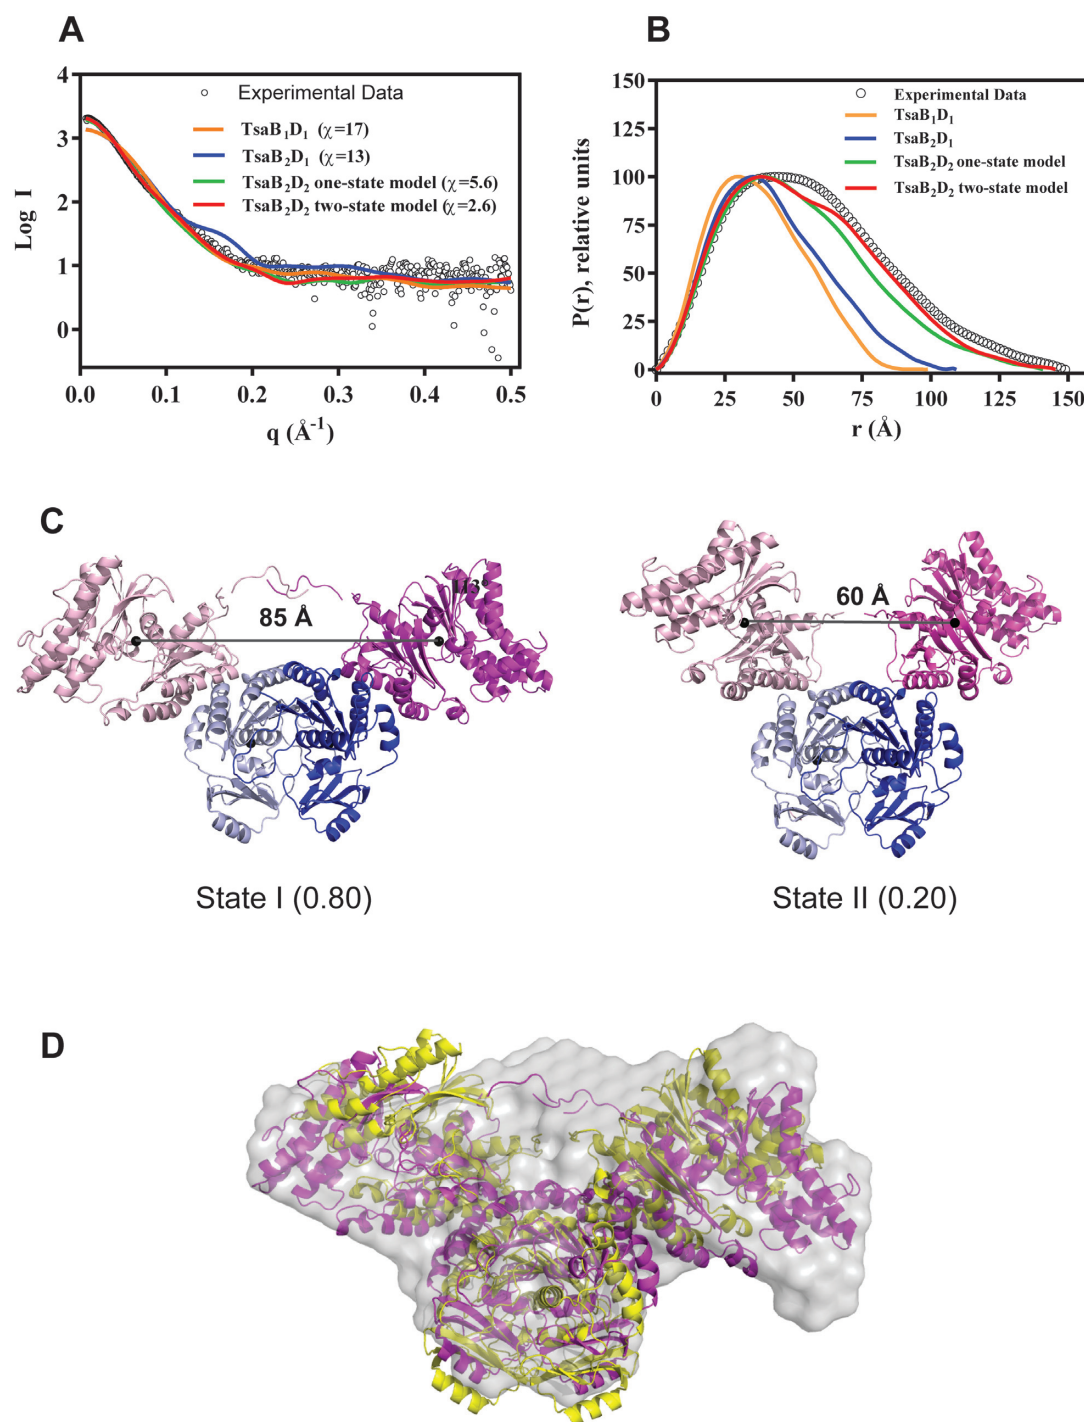 A
4
3
2
1
0
Log I
0.0
0.1
0.2
0.3
0.4
0.5
q (Å⁻¹)
Experimental Data
TsaB₁D₁ (χ=17)
TsaB₂D₁ (χ=13)
TsaB₂D₂ one-state model (χ=5.6)
TsaB₂D₂ two-state model (χ=2.6)
B
150
125
100
75
50
25
0
P(r), relative units
0
25
50
75
100
125
150
r (Å)
Experimental Data
TsaB₁D₁
TsaB₂D₁
TsaB₂D₂ one-state model
TsaB₂D₂ two-state model
C
85 Å
60 Å
State I (0.80)
State II (0.20)
D